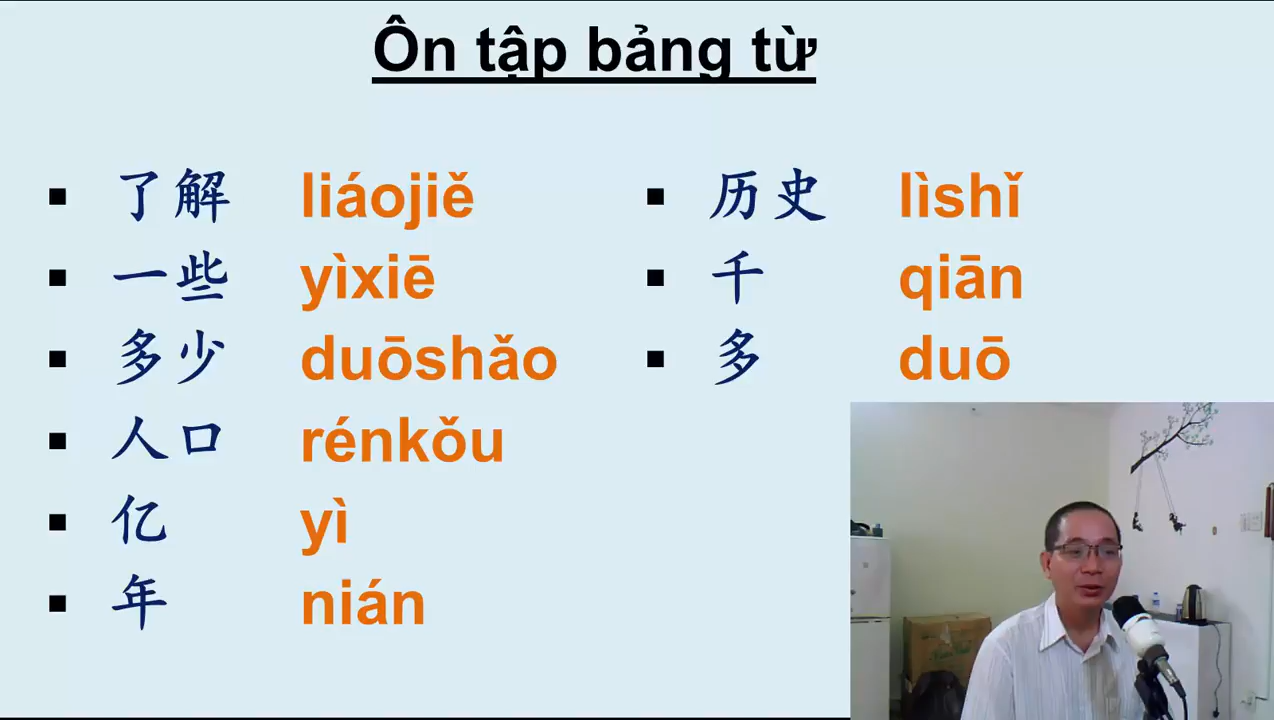 Ôn tập bảng từ
了解 liáojiě
一些 yìxiē
多少 duōshǎo
人口 rénkǒu
亿 yì
年 nián
历史 lìshǐ
千 qiān
多 duō